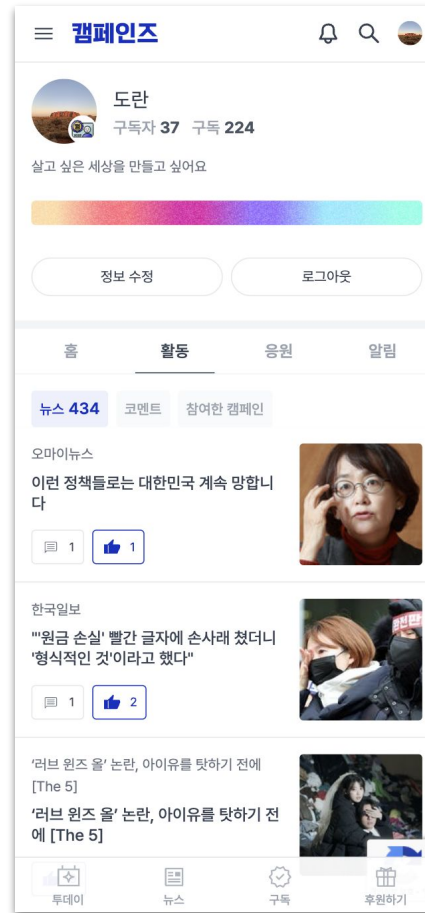 캠페인즈
도란
구독자 37 구독 224
살고 싶은 세상을 만들고 싶어요
정보 수정
로그아웃
홈
활동
응원
알림
뉴스 434
코멘트
참여한 캠페인
오마이뉴스
이런 정책들로는 대한민국 계속 망합니
다
1
1
한국일보
"'원금 손실' 빨간 글자에 손사래 쳤더니
'형식적인 것'이라고 했다"
1
2
‘러브 윈즈 올’ 논란, 아이유를 탓하기 전에
[The 5]
‘러브 윈즈 올’ 논란, 아이유를 탓하기 전
에 [The 5]
투데이
뉴스
구독
후원하기